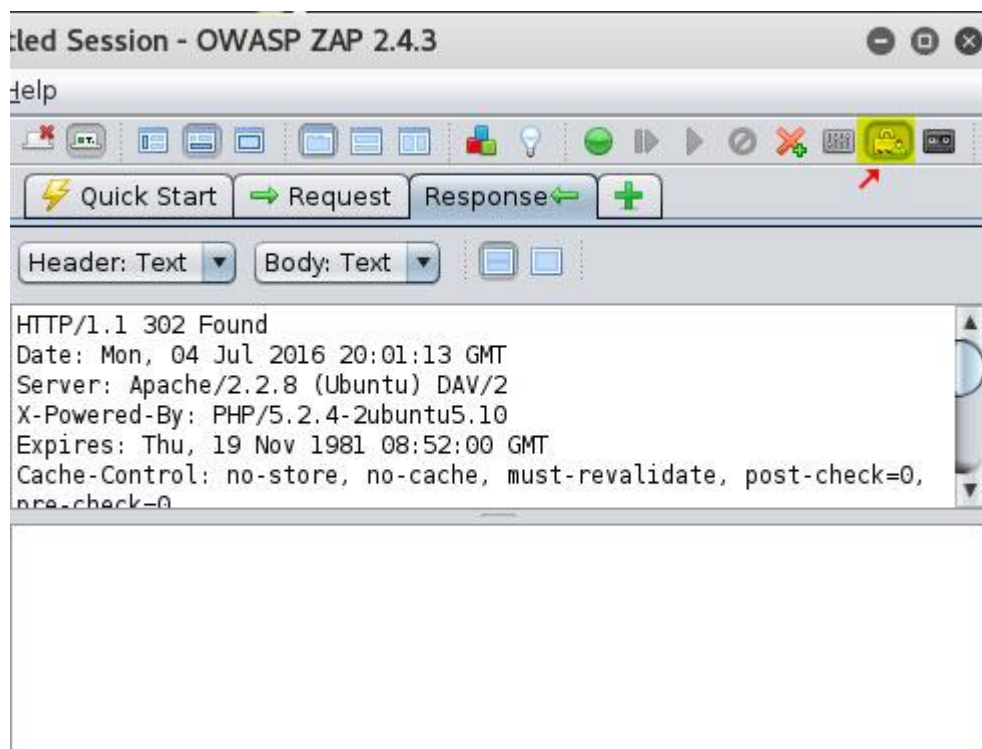 tled Session - OWASP ZAP 2.4.3
Help
Quick Start
Request
Response
Header: Text
Body: Text
HTTP/1.1 302 Found
Date: Mon, 04 Jul 2016 20:01:13 GMT
Server: Apache/2.2.8 (Ubuntu) DAV/2
X-Powered-By: PHP/5.2.4-2ubuntu5.10
Expires: Thu, 19 Nov 1981 08:52:00 GMT
Cache-Control: no-store, no-cache, must-revalidate, post-check=0,
pre-check=0